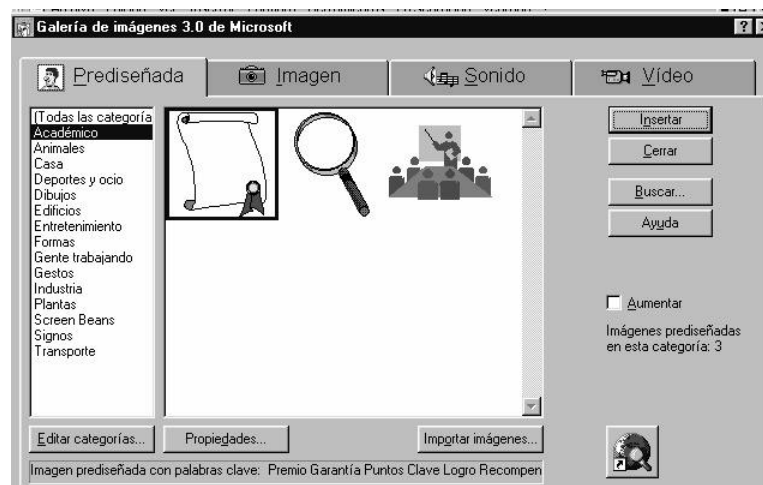 Galería de imágenes 3.0 de Microsoft
?
Prediseñada
Imagen
Sonido
Vídeo
(Todas las categoría
Académico
Animales
Casa
Deportes y ocio
Dibujos
Edificios
Entretenimiento
Formas
Gente trabajando
Gestos
Industria
Plantas
Screen Beans
Signos
Transporte
Insertar
Cerrar
Buscar...
Ayuda
Aumentar
Imágenes prediseñadas
en esta categoría: 3
Editar categorías...
Propiedades...
Importar imágenes...
Imagen prediseñada con palabras clave: Premio Garantía Puntos Clave Logro Recompen